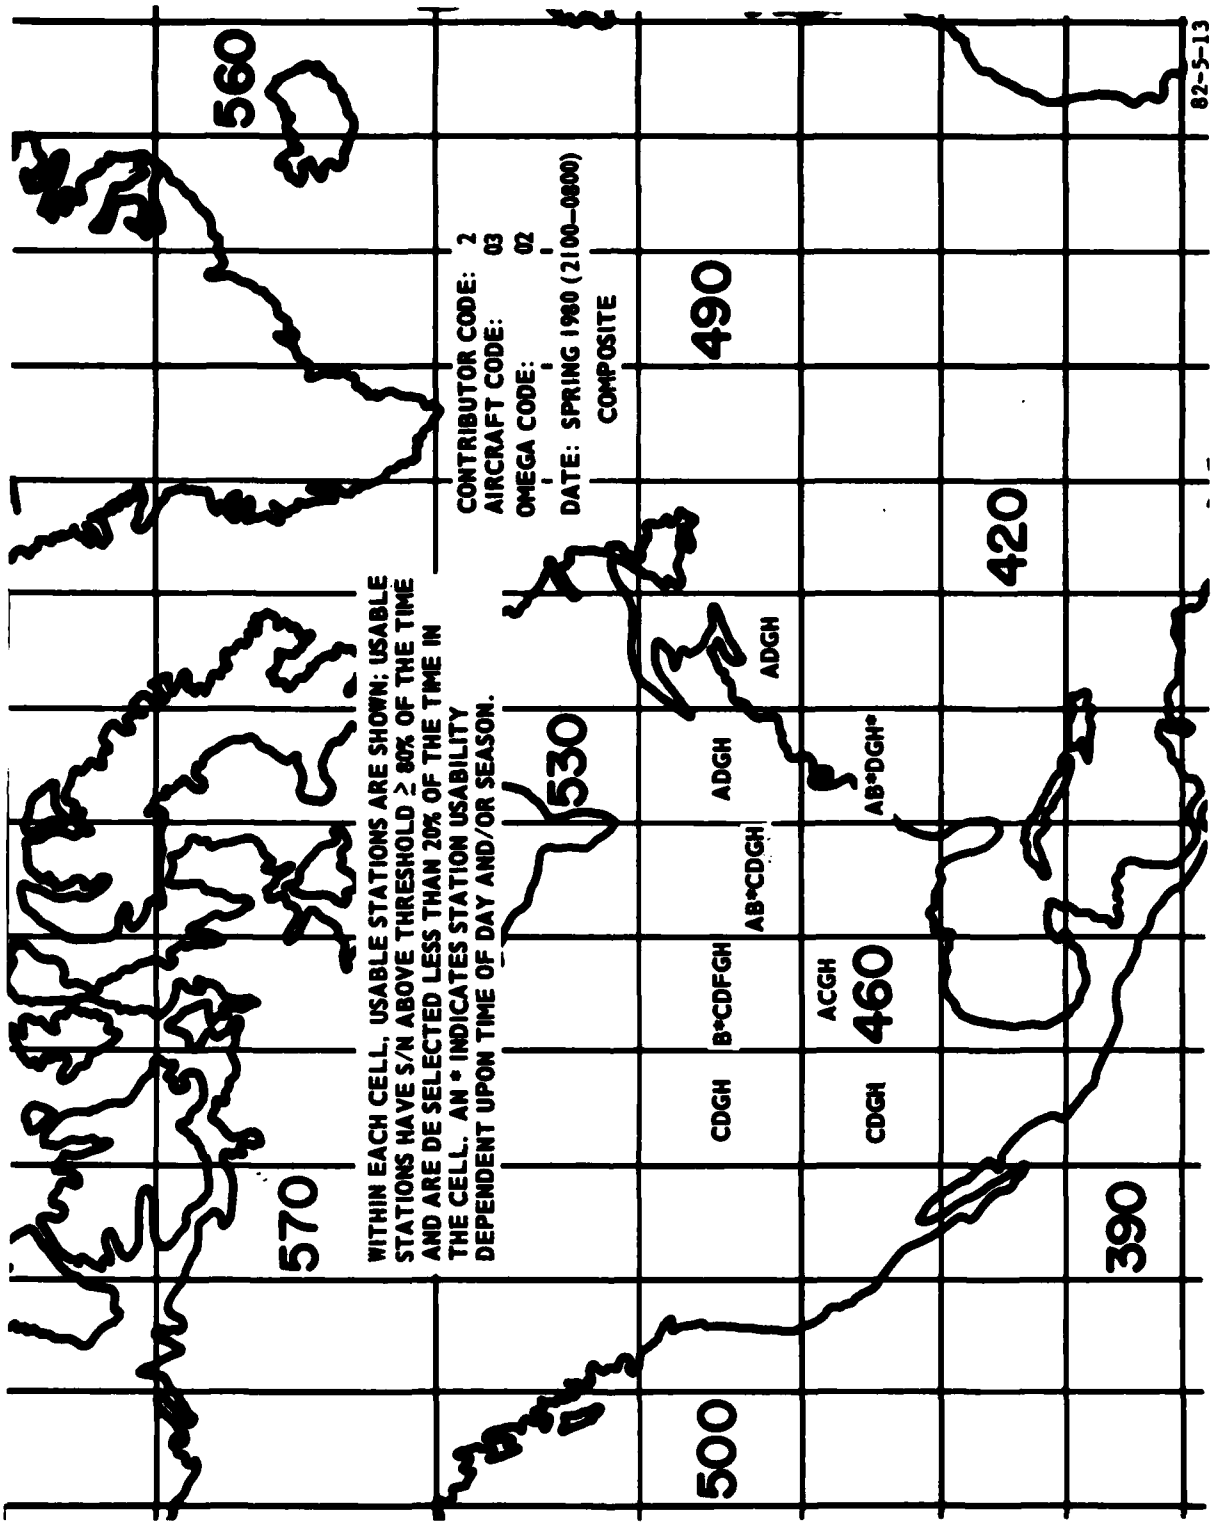 560
570
WITHIN EACH CELL, USABLE STATIONS ARE SHOWN; USABLE
STATIONS HAVE S/N ABOVE THRESHOLD ≥ 80% OF THE TIME
AND ARE DESELECTED LESS THAN 20% OF THE TIME IN
THE CELL. AN * INDICATES STATION USABILITY
DEPENDENT UPON TIME OF DAY AND/OR SEASON.
CONTRIBUTOR CODE: 2
AIRCRAFT CODE: 03
OMEGA CODE: 02
DATE: SPRING 1980 (2100-0800)
COMPOSITE
530
500
CDGH
B*CDFGH
AB*CDGH
ADGH
ADGH
490
ACGH
CDGH
460
AB*DGH*
420
390
82-5-13